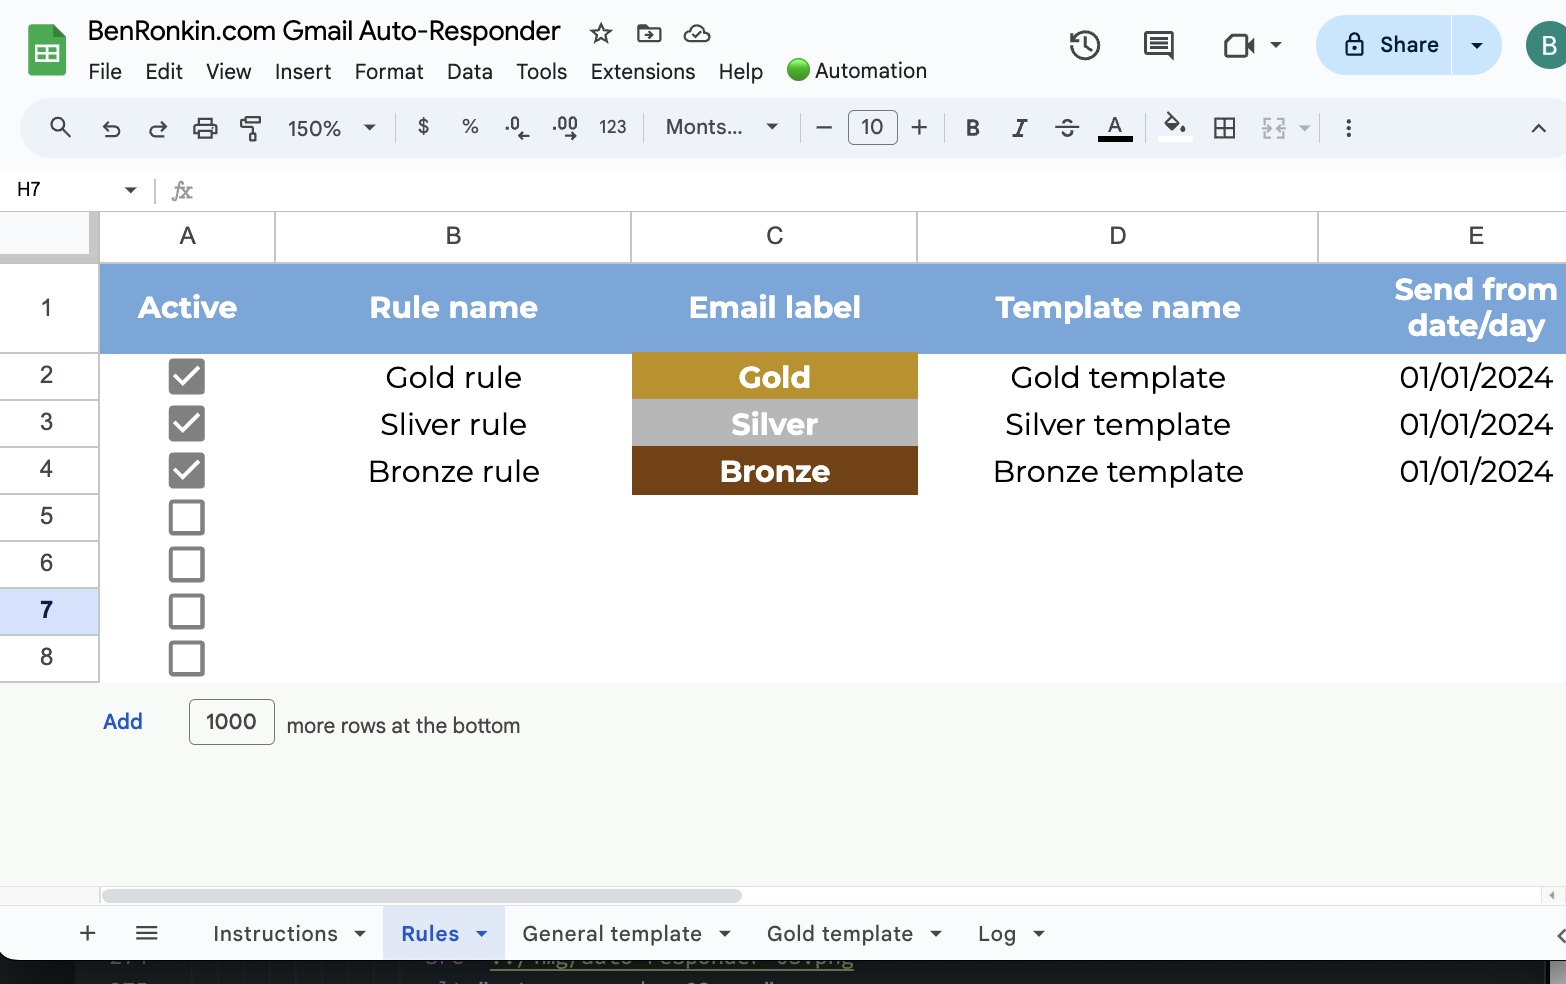 BenRonkin.com Gmail Auto-Responder
File Edit View Insert Format Data Tools Extensions Help Automation
Share
B
150% $ % .0 .00 123 Monts... 10 B I A
H7 fx
A B C D E
1 Active Rule name Email label Template name Send from date/day
2 Gold rule Gold Gold template 01/01/2024
3 Sliver rule Silver Silver template 01/01/2024
4 Bronze rule Bronze Bronze template 01/01/2024
5
6
7
8
Add 1000 more rows at the bottom
Instructions Rules General template Gold template Log